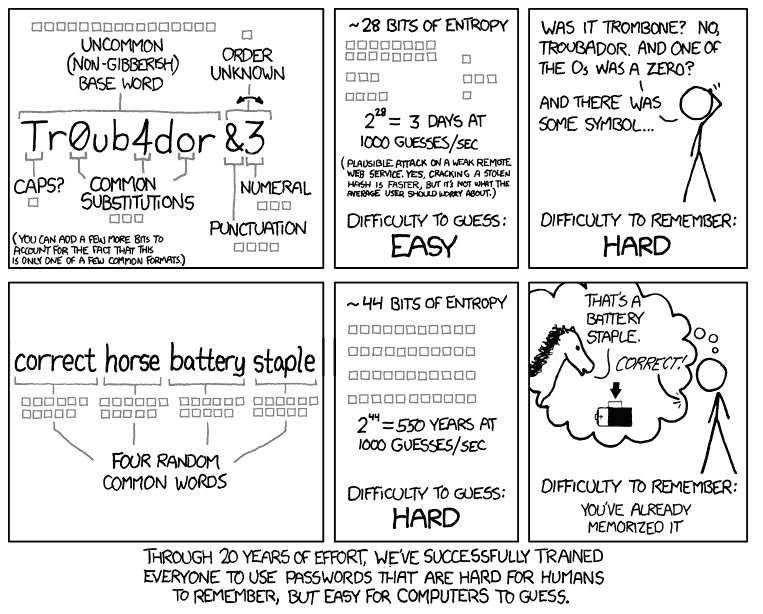 UNCOMMON
(NON-GIBBERISH)
BASE WORD
ORDER
UNKNOWN
Tr0ub4dor &3
CAPS?
COMMON
SUBSTITUTIONS
NUMERAL
PUNCTUATION
(YOU CAN ADD A FEW MORE BITS TO
ACCOUNT FOR THE FACT THAT THIS
IS ONLY ONE OF A FEW COMMON FORMATS.)
~28 BITS OF ENTROPY
2^28 = 3 DAYS AT
1000 GUESSES/SEC
(PLAUSIBLE ATTACK ON A WEAK REMOTE
WEB SERVICE. YES, CRACKING A STOLEN
HASH IS FASTER, BUT IT'S NOT WHAT THE
AVERAGE USER SHOULD WORRY ABOUT.)
DIFFICULTY TO GUESS:
EASY
WAS IT TROMBONE? NO,
TROUBADOR. AND ONE OF
THE Os WAS A ZERO?
AND THERE WAS
SOME SYMBOL...
DIFFICULTY TO REMEMBER:
HARD
correct horse battery staple
FOUR RANDOM
COMMON WORDS
~44 BITS OF ENTROPY
2^44 = 550 YEARS AT
1000 GUESSES/SEC
DIFFICULTY TO GUESS:
HARD
THAT'S A
BATTERY
STAPLE.
CORRECT!
DIFFICULTY TO REMEMBER:
YOU'VE ALREADY
MEMORIZED IT
THROUGH 20 YEARS OF EFFORT, WE'VE SUCCESSFULLY TRAINED
EVERYONE TO USE PASSWORDS THAT ARE HARD FOR HUMANS
TO REMEMBER, BUT EASY FOR COMPUTERS TO GUESS.